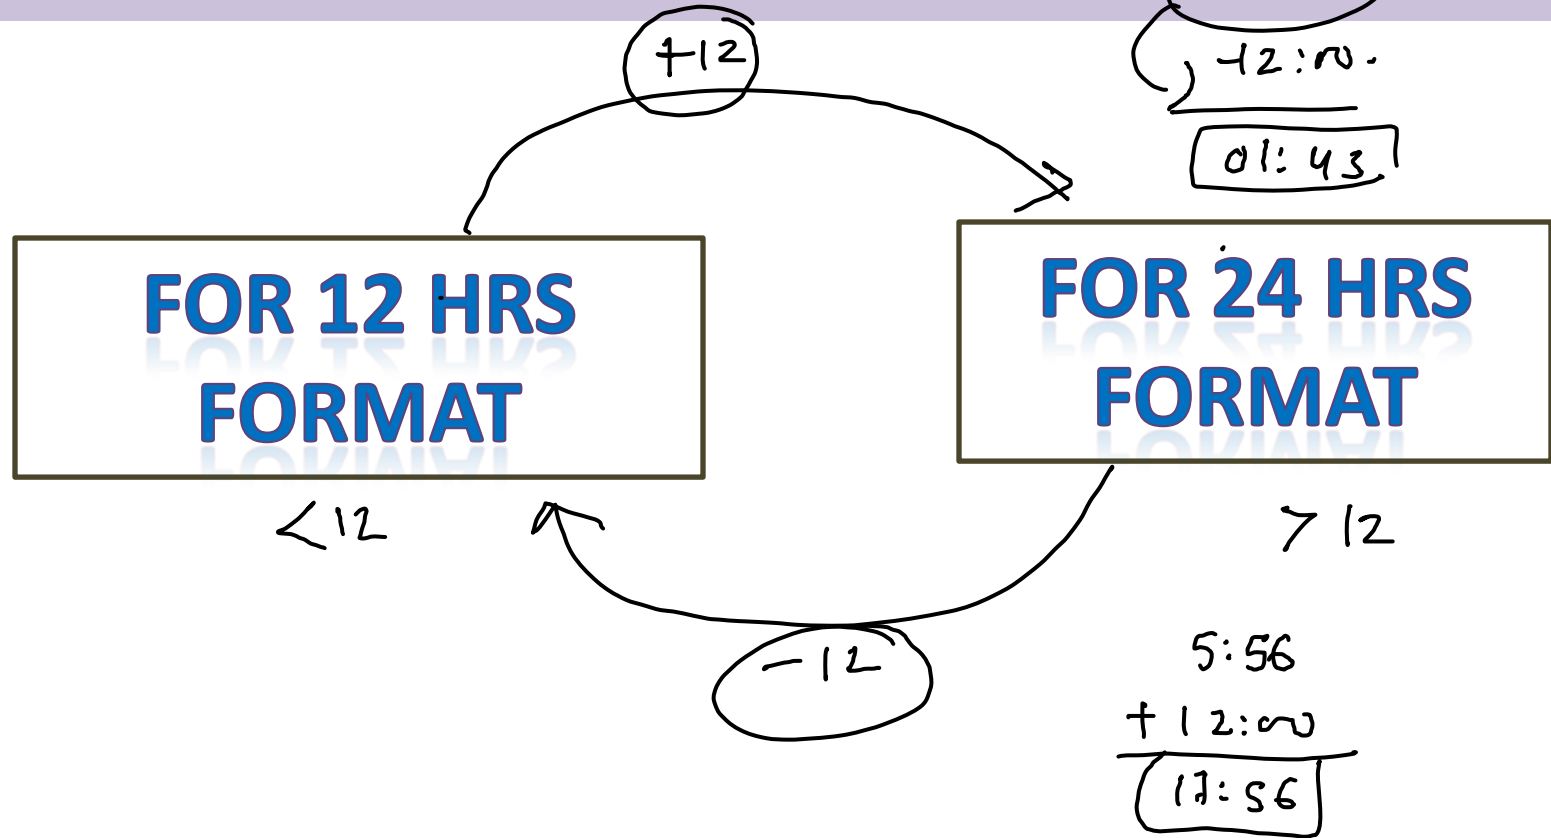 +12
-12:00.
01:43
FOR 12 HRS
FORMAT
FOR 24 HRS
FORMAT
<12
>12
-12
5:56
+12:00
17:56